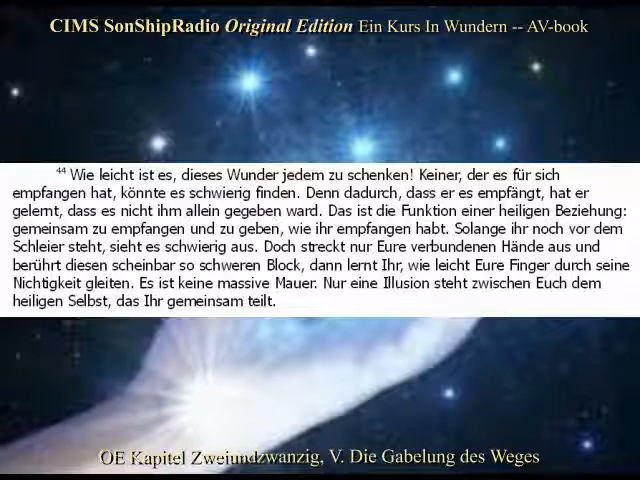 CIMS SonShipRadio Original Edition Ein Kurs In Wundern -- AV-book
44 Wie leicht ist es, dieses Wunder jedem zu schenken! Keiner, der es für sich
empfangen hat, könnte es schwierig finden. Denn dadurch, dass er es empfängt, hat er
gelernt, dass es nicht ihm allein gegeben ward. Das ist die Funktion einer heiligen Beziehung:
gemeinsam zu empfangen und zu geben, wie ihr empfangen habt. Solange ihr noch vor dem
Schleier steht, sieht es schwierig aus. Doch streckt nur Eure verbundenen Hände aus und
berührt diesen scheinbar so schweren Block, dann lernt Ihr, wie leicht Eure Finger durch seine
Nichtigkeit gleiten. Es ist keine massive Mauer. Nur eine Illusion steht zwischen Euch dem
heiligen Selbst, das Ihr gemeinsam teilt.
OE Kapitel Zweiundzwanzig, V. Die Gabelung des Weges